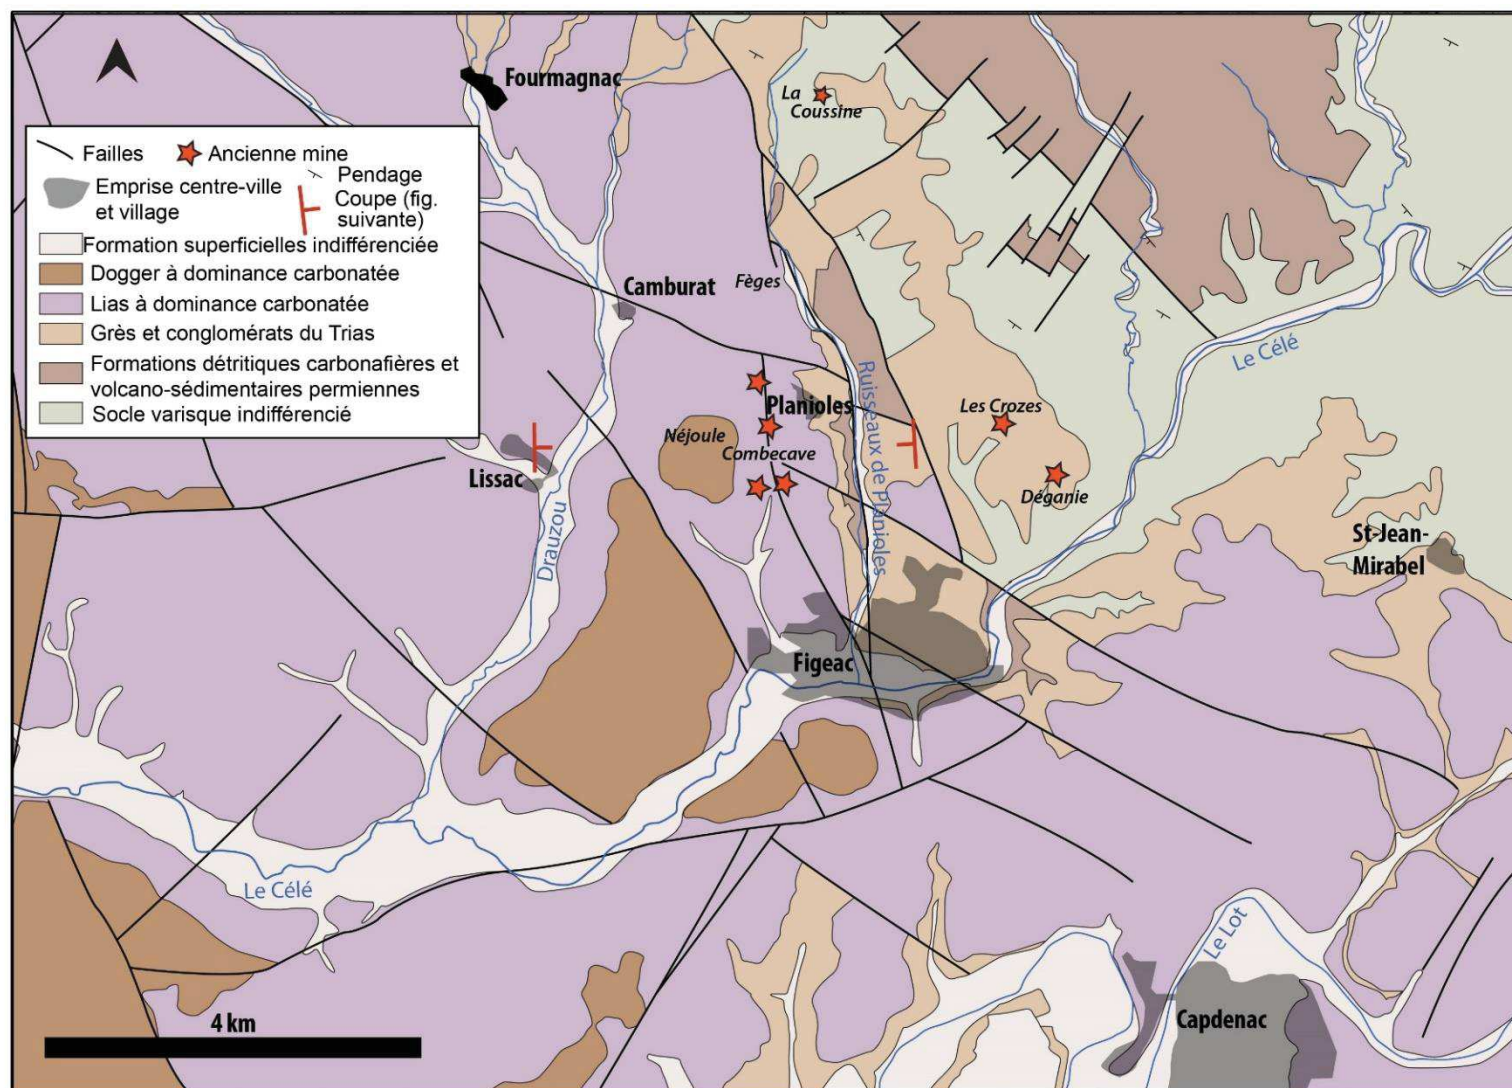 Fourmagnac
La
Coussine
Failles
Ancienne mine
Emprise centre-ville
et village
Pendage
Coupe (fig.
suivante)
Formation superficielles indifférenciée
Dogger à dominance carbonatée
Lias à dominance carbonatée
Grès et conglomérats du Trias
Formations détritiques carbonafières et
volcano-sédimentaires permiennes
Socle varisque indifférencié
Camburat
Fèges
Le Célé
Ruisseaux de Planioles
Planioles
Les Crozes
Néjoule
Combecave
Lissac
Déganie
Drauzou
St-Jean-
Mirabel
Figeac
Le Célé
Le Lot
4 km
Capdenac